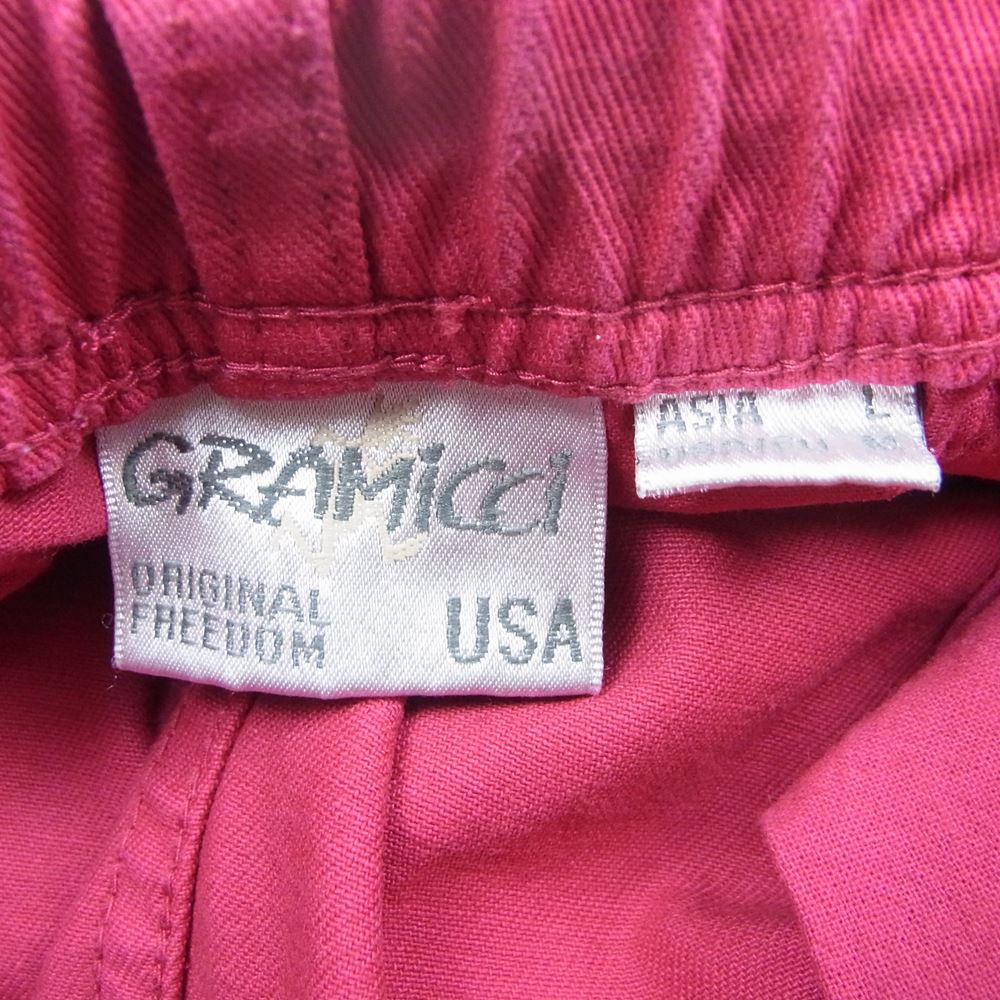 GRAMicci
ORIGINAL
FREEDOM
USA
ASIA L